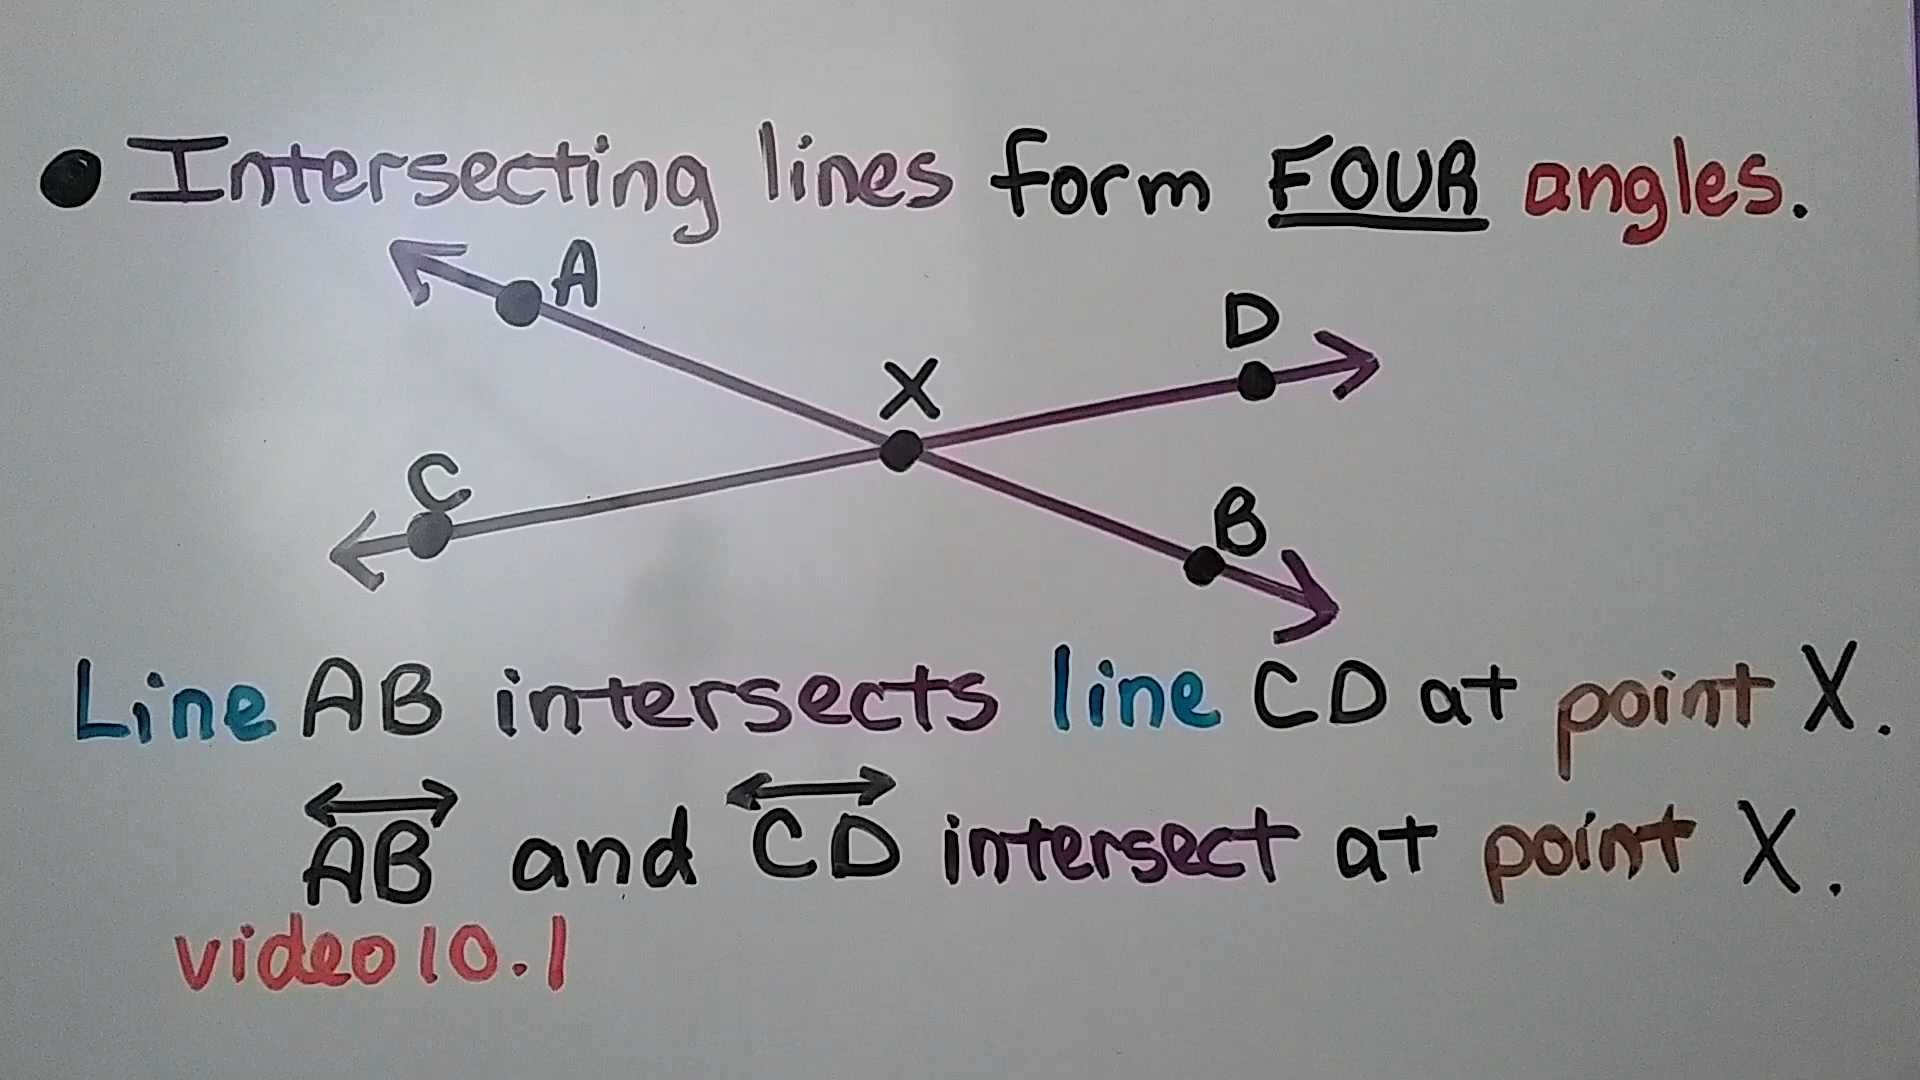 Intersecting lines form FOUR angles.
A
D
X
C
B
Line AB intersects line CD at point X.
AB and CD intersect at point X.
video 10.1